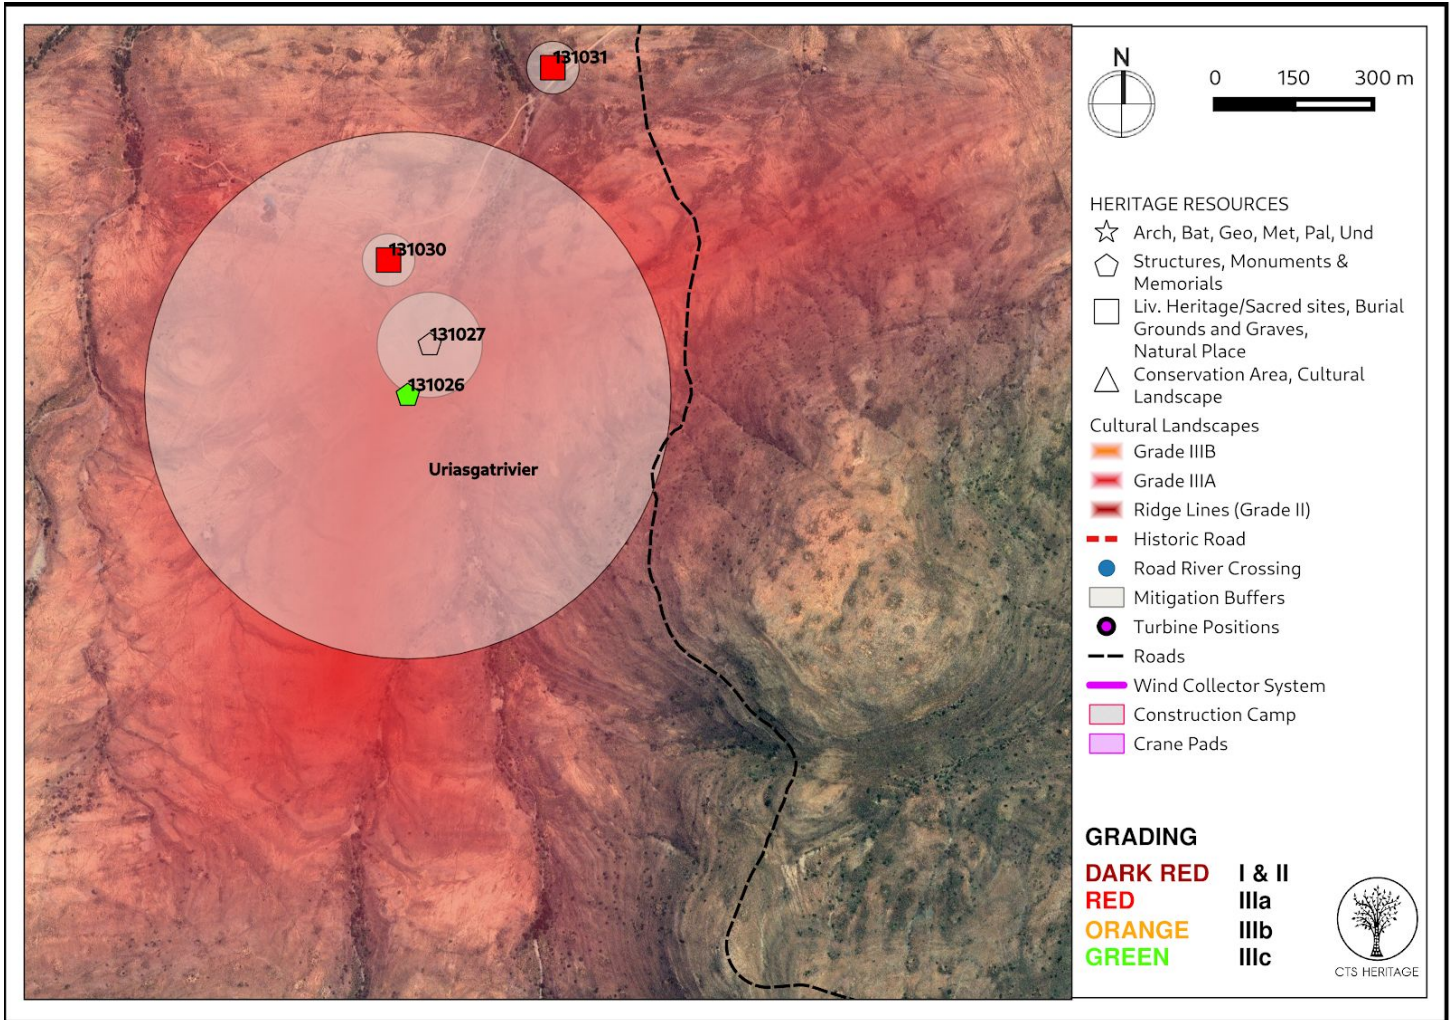 131031
131030
131027
131026
Uriasgatrivier
N
0 150 300 m
HERITAGE RESOURCES
Arch, Bat, Geo, Met, Pal, Und
Structures, Monuments &
Memorials
Liv. Heritage/Sacred sites, Burial
Grounds and Graves,
Natural Place
Conservation Area, Cultural
Landscape
Cultural Landscapes
Grade IIIB
Grade IIIA
Ridge Lines (Grade II)
Historic Road
Road River Crossing
Mitigation Buffers
Turbine Positions
Roads
Wind Collector System
Construction Camp
Crane Pads
GRADING
DARK RED I & II
RED IIIa
ORANGE IIIb
GREEN IIIc
CTS HERITAGE